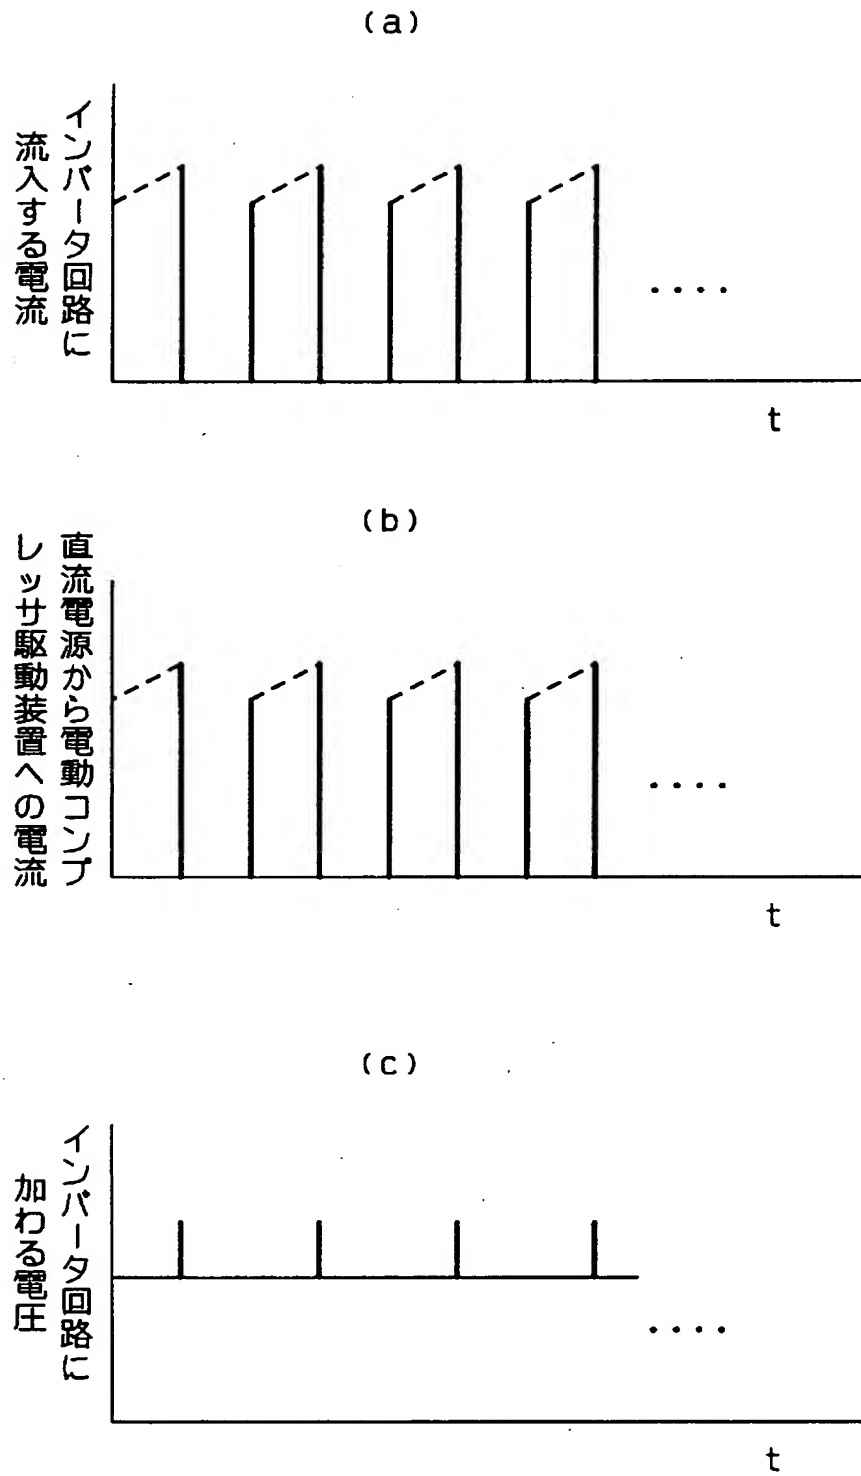 (a)
インバータ回路に
流入する電流
t
(b)
直流電源から電動コンプ
レッサ駆動装置への電流
t
(c)
インバータ回路に
加わる電圧
t